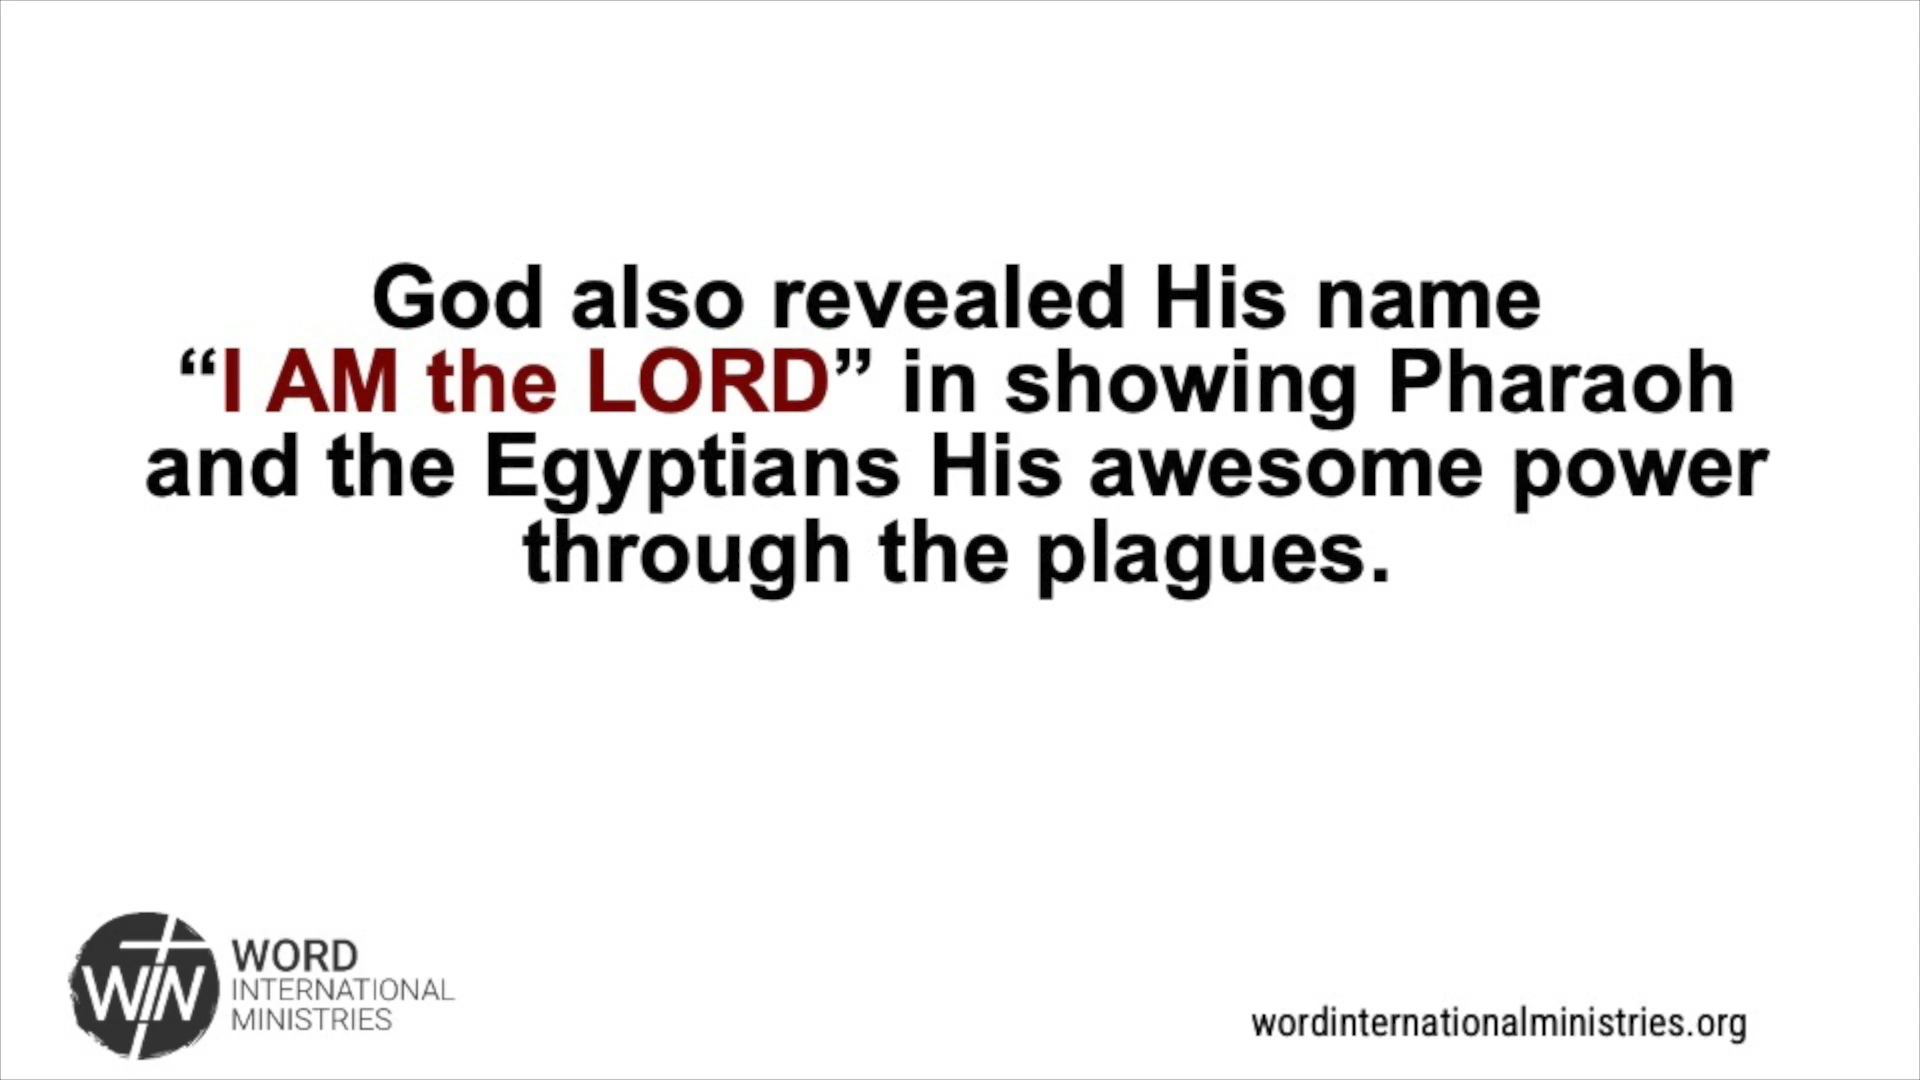 God also revealed His name
“I AM the LORD” in showing Pharaoh
and the Egyptians His awesome power
through the plagues.
WIN
WORD
INTERNATIONAL
MINISTRIES
wordinternationalministries.org